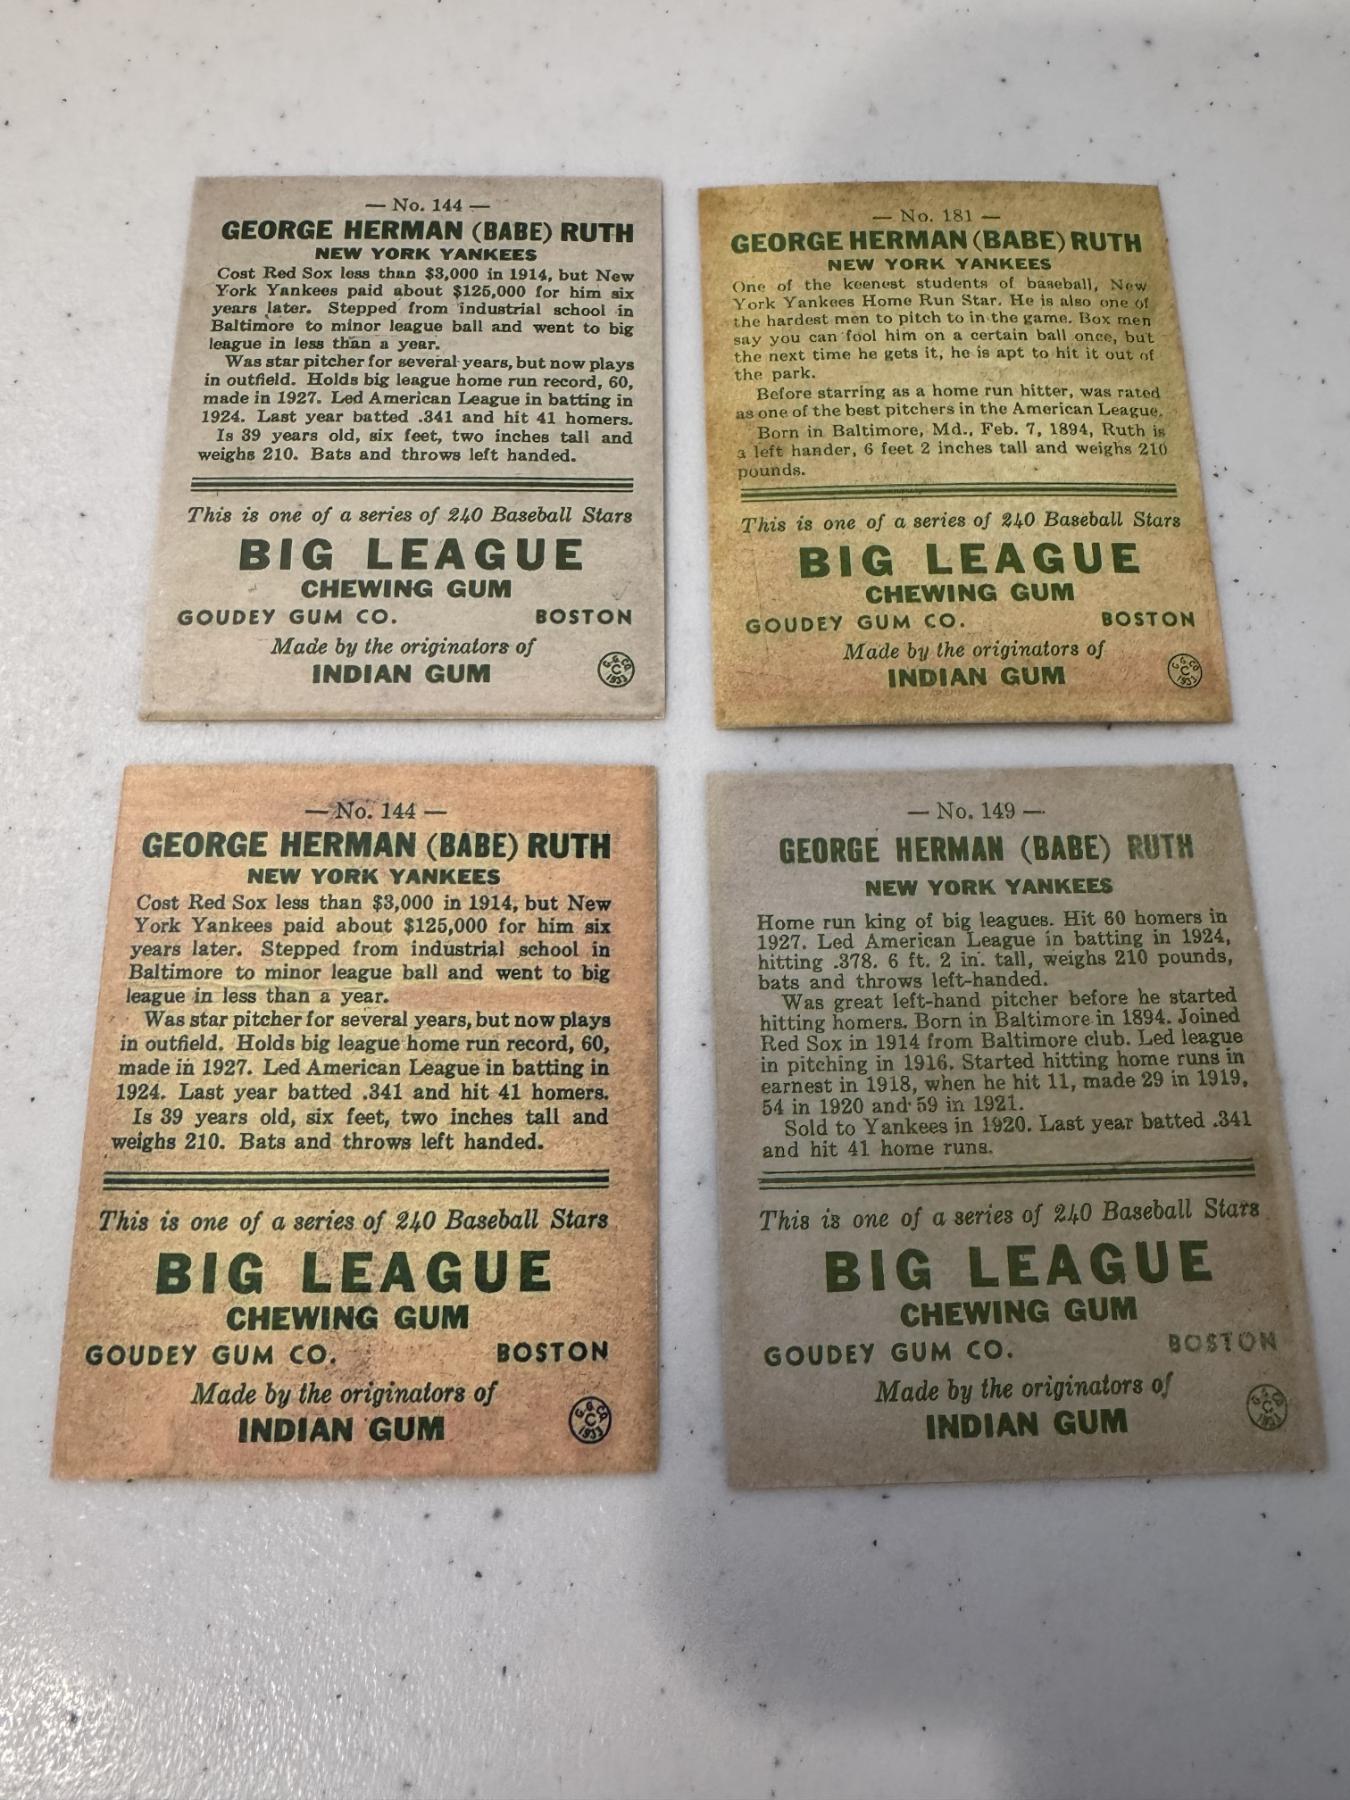 — No. 144 —
GEORGE HERMAN (BABE) RUTH
NEW YORK YANKEES
Cost Red Sox less than $3,000 in 1914, but New
York Yankees paid about $125,000 for him six
years later. Stepped from industrial school in
Baltimore to minor league ball and went to big
league in less than a year.
Was star pitcher for several years, but now plays
in outfield. Holds big league home run record, 60,
made in 1927. Led American League in batting in
1924. Last year batted .341 and hit 41 homers.
Is 39 years old, six feet, two inches tall and
weighs 210. Bats and throws left handed.
This is one of a series of 240 Baseball Stars
BIG LEAGUE
CHEWING GUM
GOUDEY GUM CO. BOSTON
Made by the originators of
INDIAN GUM
G. G. CO.
C
1933
— No. 181 —
GEORGE HERMAN (BABE) RUTH
NEW YORK YANKEES
One of the keenest students of baseball, New
York Yankees Home Run Star. He is also one of
the hardest men to pitch to in the game. Box men
say you can fool him on a certain ball once, but
the next time he gets it, he is apt to hit it out of
the park.
Before starring as a home run hitter, was rated
as one of the best pitchers in the American League.
Born in Baltimore, Md., Feb. 7, 1894, Ruth is
a left hander, 6 feet 2 inches tall and weighs 210
pounds.
This is one of a series of 240 Baseball Stars
BIG LEAGUE
CHEWING GUM
GOUDEY GUM CO. BOSTON
Made by the originators of
INDIAN GUM
G. G. CO.
C
1933
— No. 144 —
GEORGE HERMAN (BABE) RUTH
NEW YORK YANKEES
Cost Red Sox less than $3,000 in 1914, but New
York Yankees paid about $125,000 for him six
years later. Stepped from industrial school in
Baltimore to minor league ball and went to big
league in less than a year.
Was star pitcher for several years, but now plays
in outfield. Holds big league home run record, 60,
made in 1927. Led American League in batting in
1924. Last year batted .341 and hit 41 homers.
Is 39 years old, six feet, two inches tall and
weighs 210. Bats and throws left handed.
This is one of a series of 240 Baseball Stars
BIG LEAGUE
CHEWING GUM
GOUDEY GUM CO. BOSTON
Made by the originators of
INDIAN GUM
G. G. CO.
C
1933
— No. 149 —
GEORGE HERMAN (BABE) RUTH
NEW YORK YANKEES
Home run king of big leagues. Hit 60 homers in
1927. Led American League in batting in 1924,
hitting .378. 6 ft. 2 in. tall, weighs 210 pounds,
bats and throws left-handed.
Was great left-hand pitcher before he started
hitting homers. Born in Baltimore in 1894. Joined
Red Sox in 1914 from Baltimore club. Led league
in pitching in 1916. Started hitting home runs in
earnest in 1918, when he hit 11, made 29 in 1919,
54 in 1920 and 59 in 1921.
Sold to Yankees in 1920. Last year batted .341
and hit 41 home runs.
This is one of a series of 240 Baseball Stars
BIG LEAGUE
CHEWING GUM
GOUDEY GUM CO. BOSTON
Made by the originators of
INDIAN GUM
G. G. CO.
C
1933